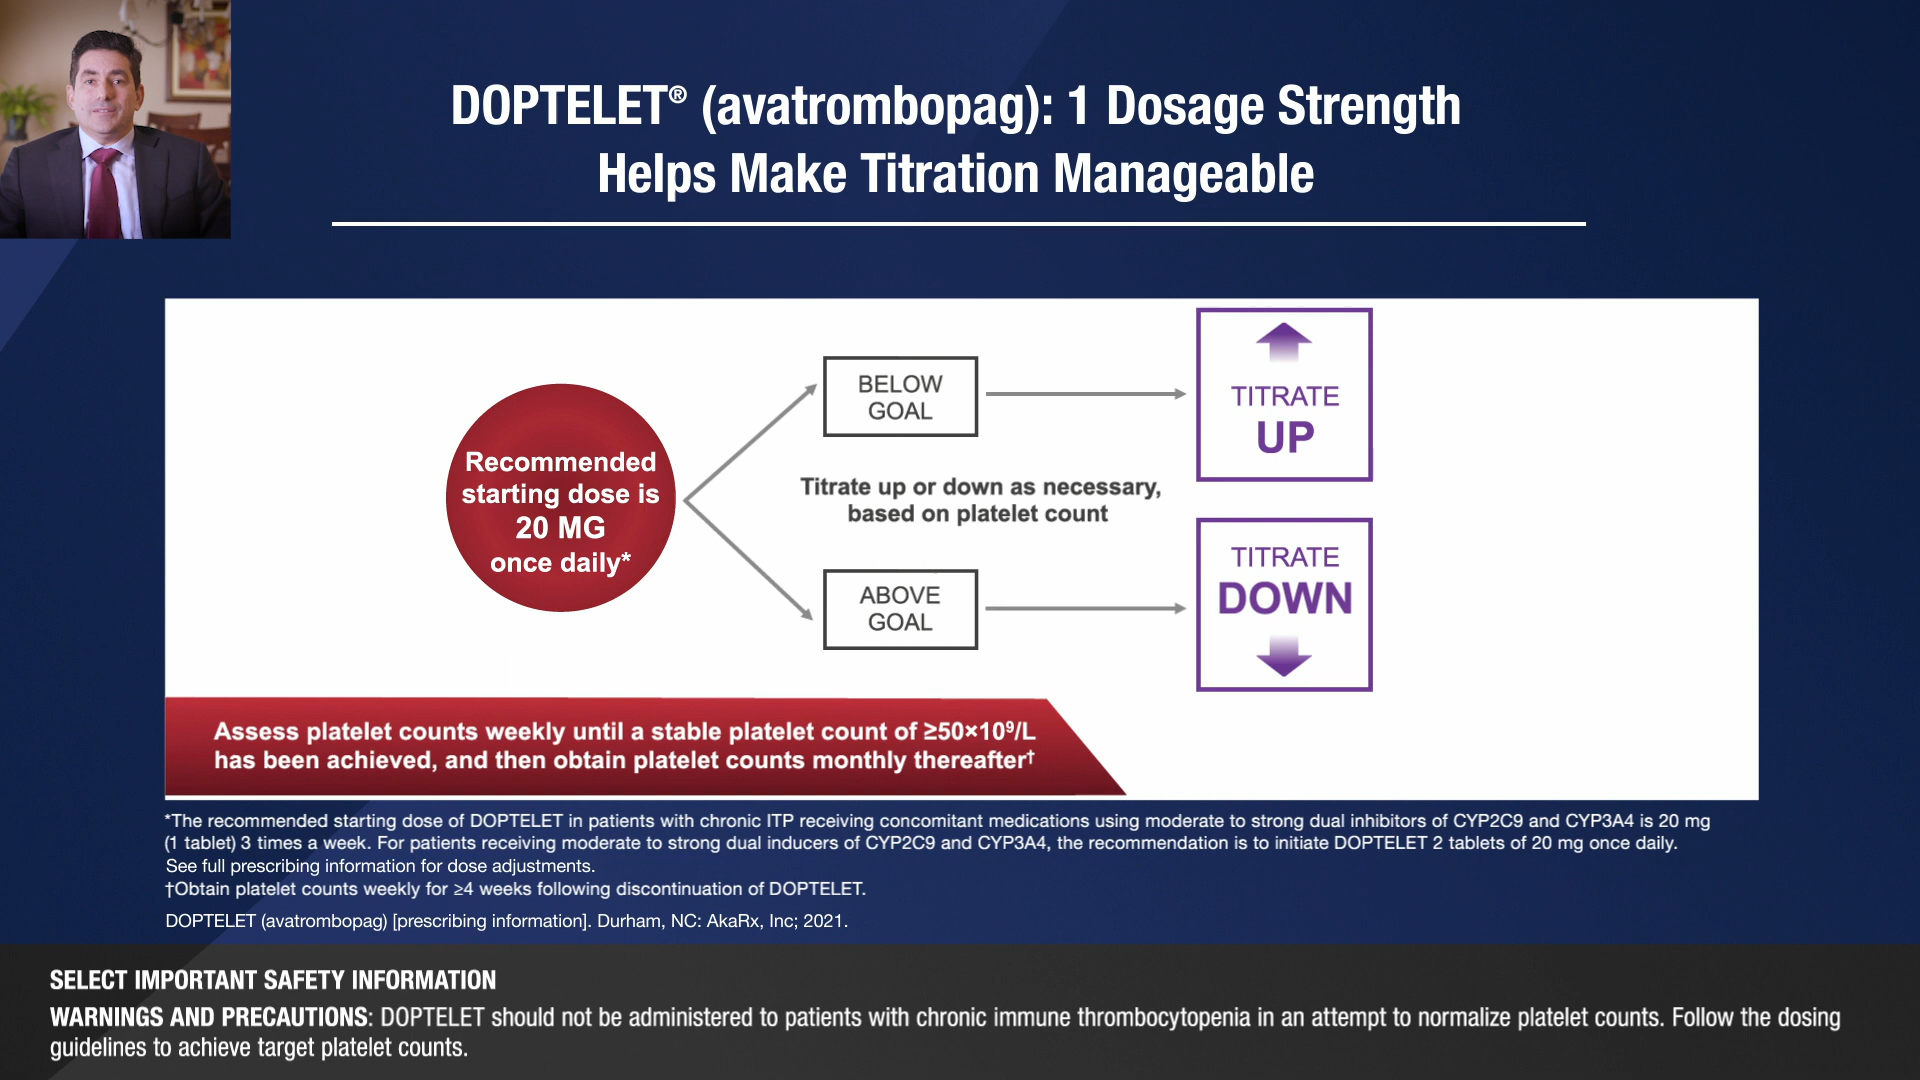 DOPTELET® (avatrombopag): 1 Dosage Strength
Helps Make Titration Manageable
Recommended
starting dose is
20 MG
once daily*
BELOW
GOAL
TITRATE
UP
Titrate up or down as necessary,
based on platelet count
ABOVE
GOAL
TITRATE
DOWN
Assess platelet counts weekly until a stable platelet count of ≥50×10⁹/L
has been achieved, and then obtain platelet counts monthly thereafter†
*The recommended starting dose of DOPTELET in patients with chronic ITP receiving concomitant medications using moderate to strong dual inhibitors of CYP2C9 and CYP3A4 is 20 mg
(1 tablet) 3 times a week. For patients receiving moderate to strong dual inducers of CYP2C9 and CYP3A4, the recommendation is to initiate DOPTELET 2 tablets of 20 mg once daily.
See full prescribing information for dose adjustments.
†Obtain platelet counts weekly for ≥4 weeks following discontinuation of DOPTELET.
DOPTELET (avatrombopag) [prescribing information]. Durham, NC: AkaRx, Inc; 2021.
SELECT IMPORTANT SAFETY INFORMATION
WARNINGS AND PRECAUTIONS: DOPTELET should not be administered to patients with chronic immune thrombocytopenia in an attempt to normalize platelet counts. Follow the dosing
guidelines to achieve target platelet counts.